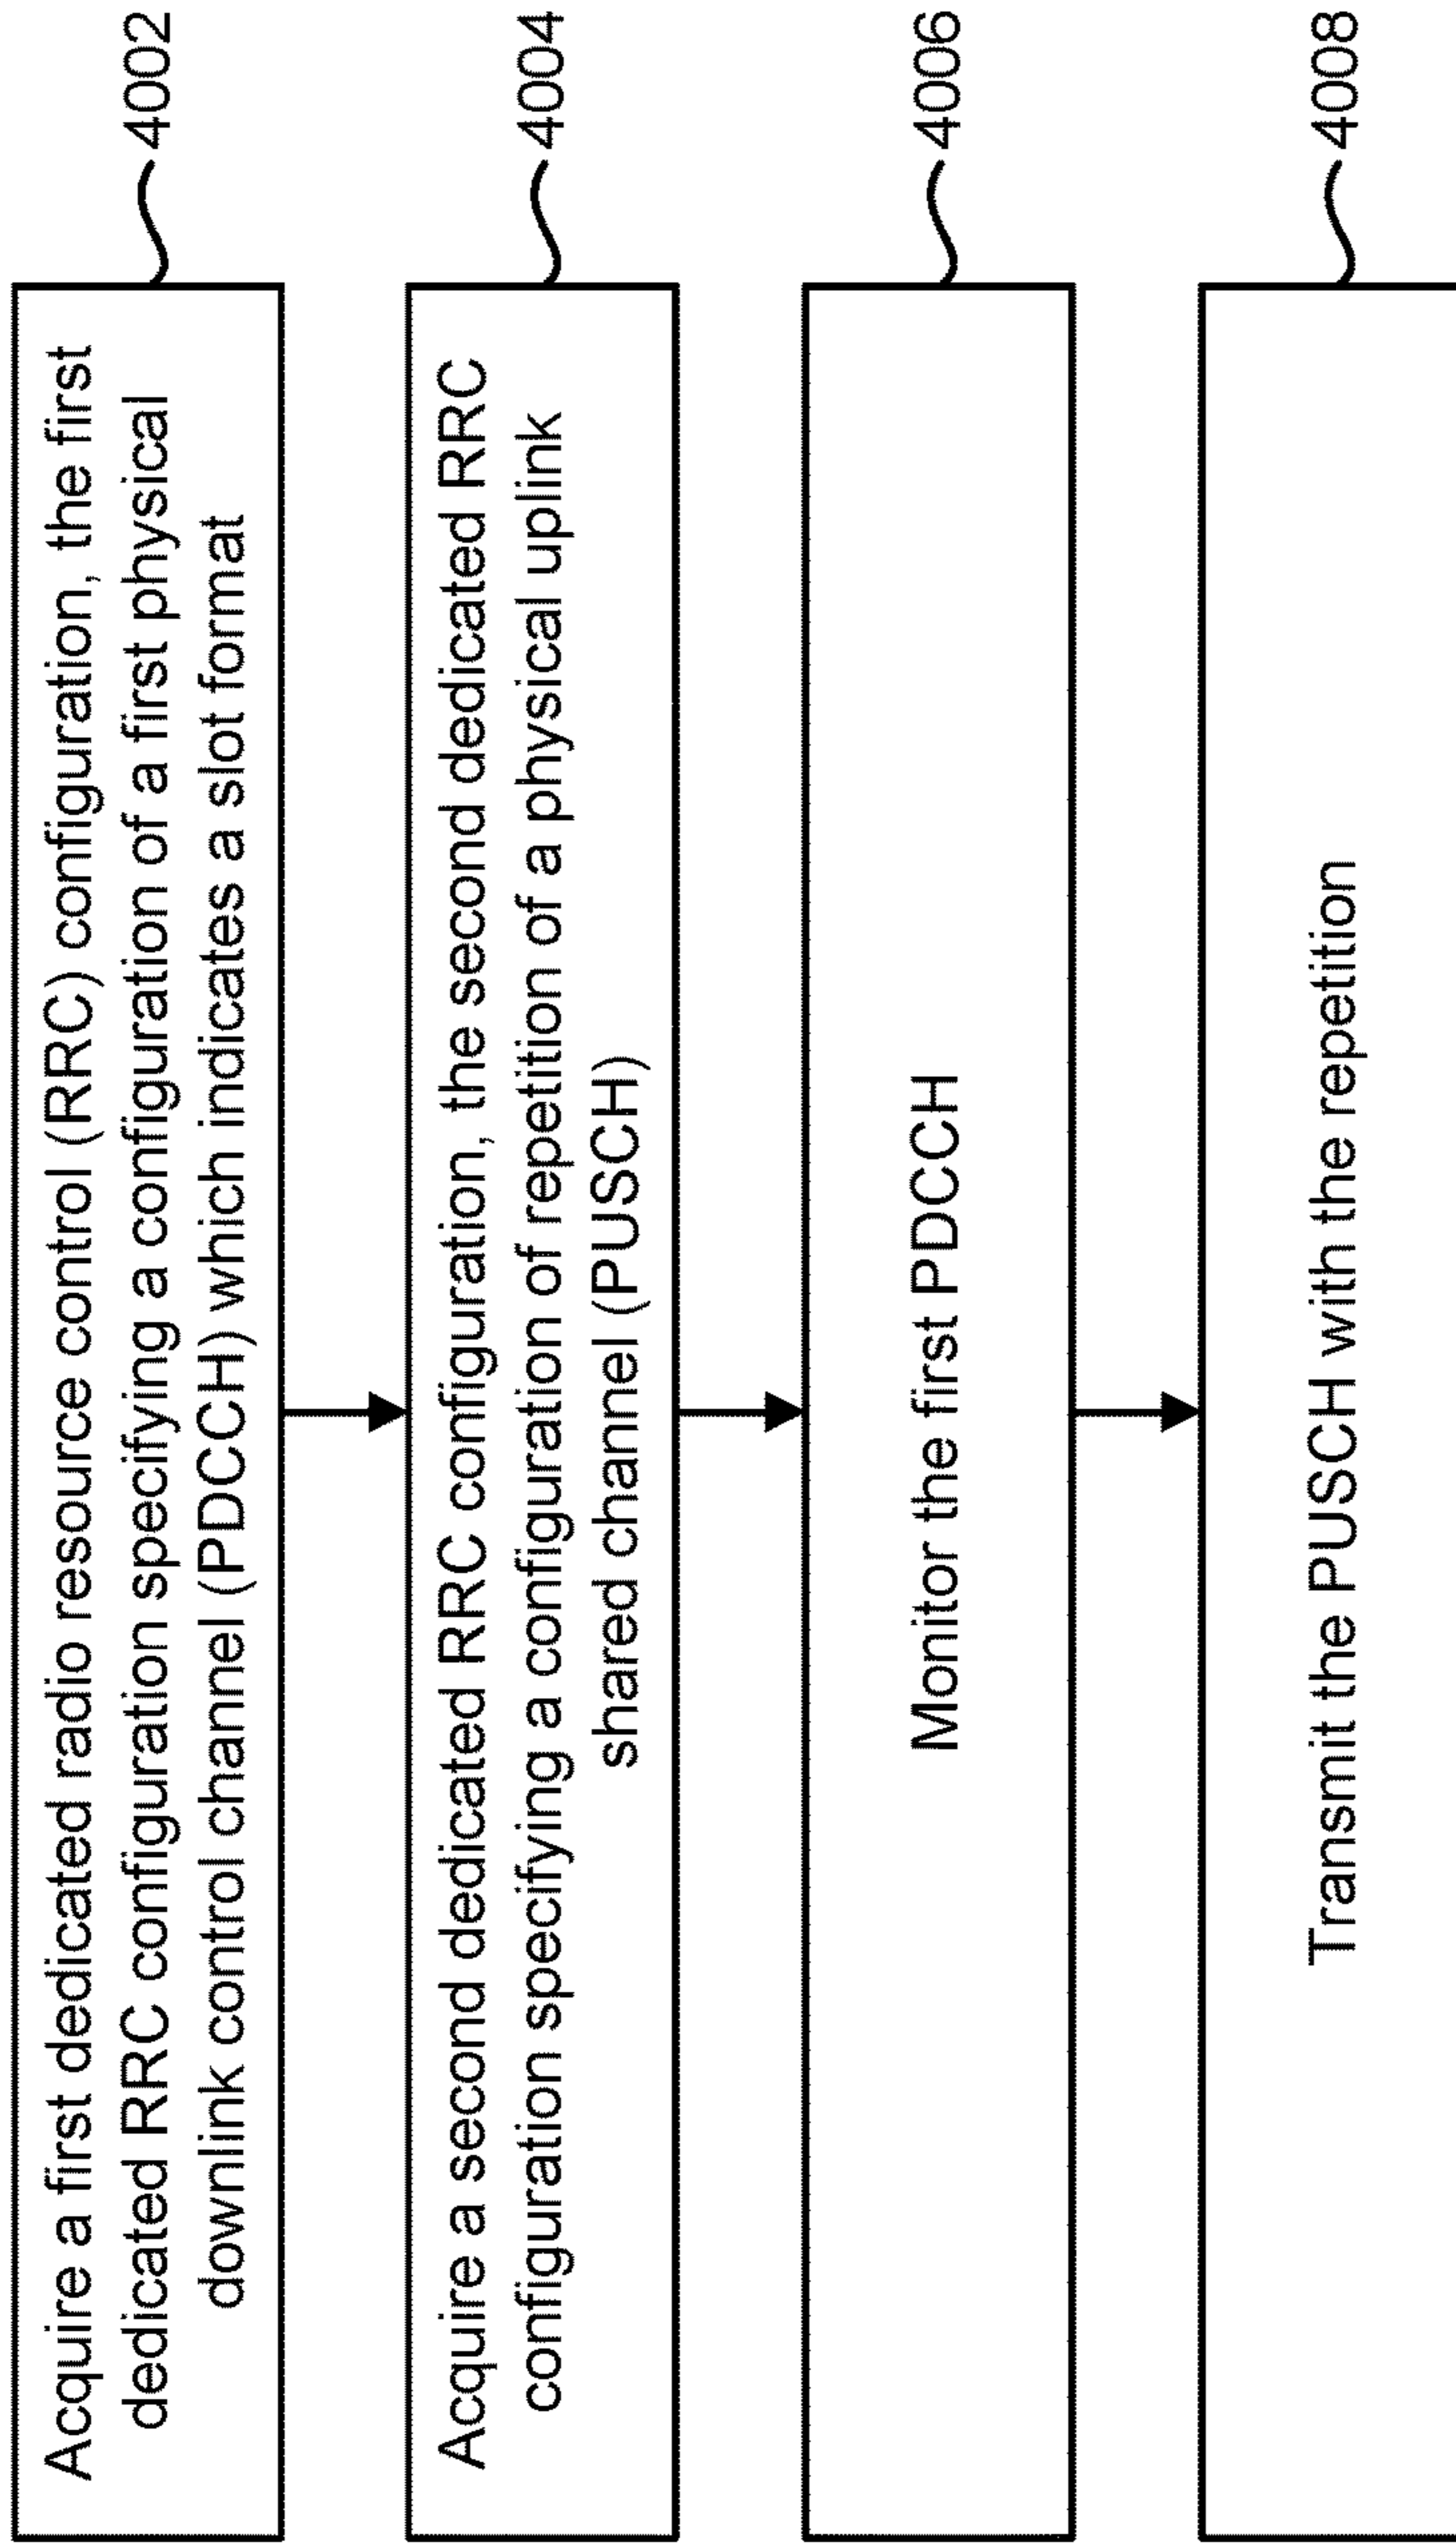 Acquire a first dedicated radio resource control (RRC) configuration, the first
dedicated RRC configuration specifying a configuration of a first physical
downlink control channel (PDCCH) which indicates a slot format
4002
Acquire a second dedicated RRC configuration, the second dedicated RRC
configuration specifying a configuration of repetition of a physical uplink
shared channel (PUSCH)
4004
Monitor the first PDCCH
4006
Transmit the PUSCH with the repetition
4008